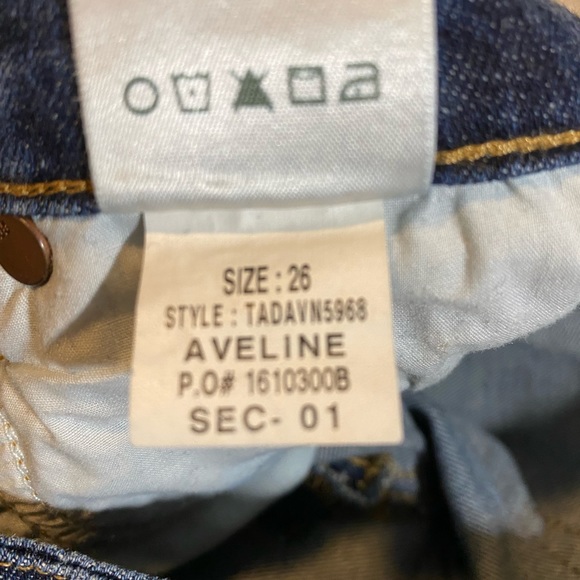 SIZE : 26
STYLE : TADAVN5968
AVELINE
P.O# 1610300B
SEC- 01